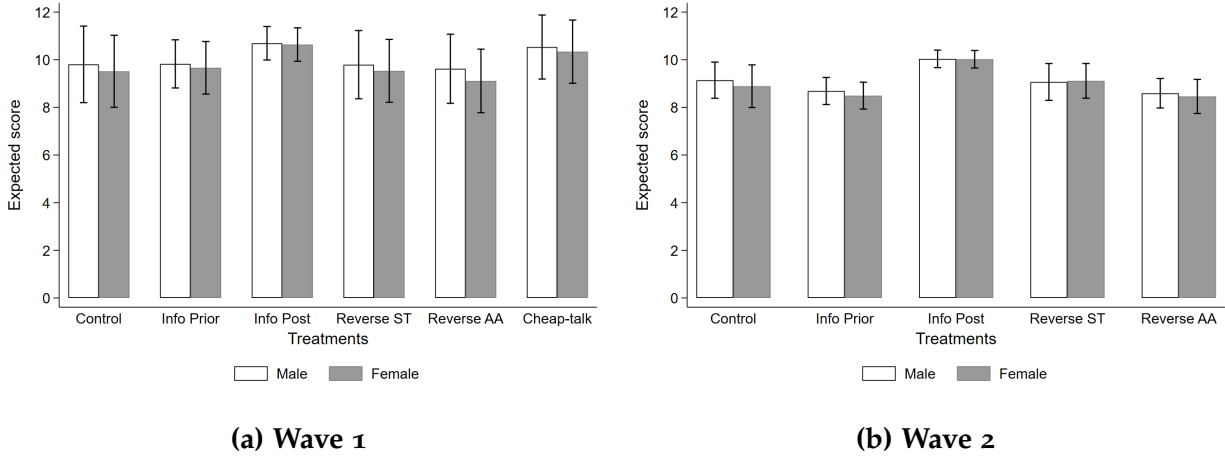 12
10
8
6
4
2
0
Expected score
Control Info Prior Info Post Reverse ST Reverse AA Cheap-talk
Treatments
Male Female
(a) Wave 1
12
10
8
6
4
2
0
Expected score
Control Info Prior Info Post Reverse ST Reverse AA
Treatments
Male Female
(b) Wave 2